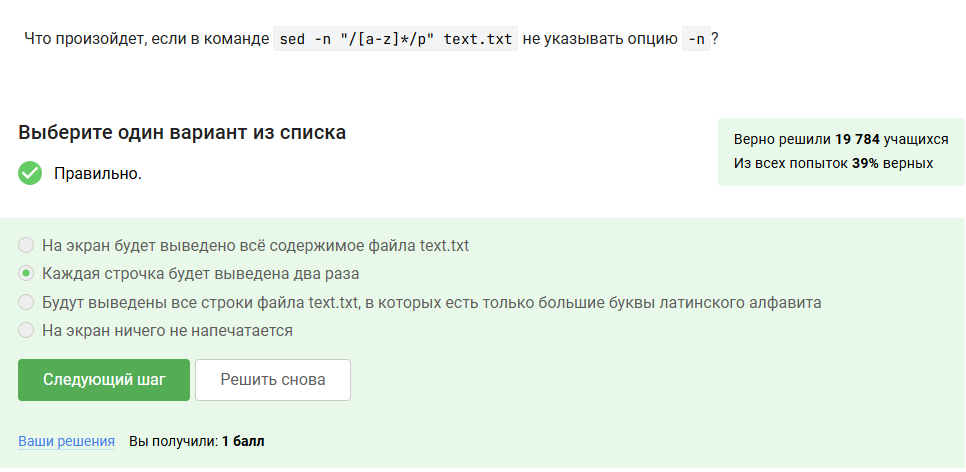 Что произойдет, если в команде sed -n "/[a-z]*/p" text.txt не указывать опцию -n?
Выберите один вариант из списка
Правильно.
Верно решили 19 784 учащихся
Из всех попыток 39% верных
На экран будет выведено всё содержимое файла text.txt
Каждая строчка будет выведена два раза
Будут выведены все строки файла text.txt, в которых есть только большие буквы латинского алфавита
На экран ничего не напечатается
Следующий шаг
Решить снова
Ваши решения Вы получили: 1 балл